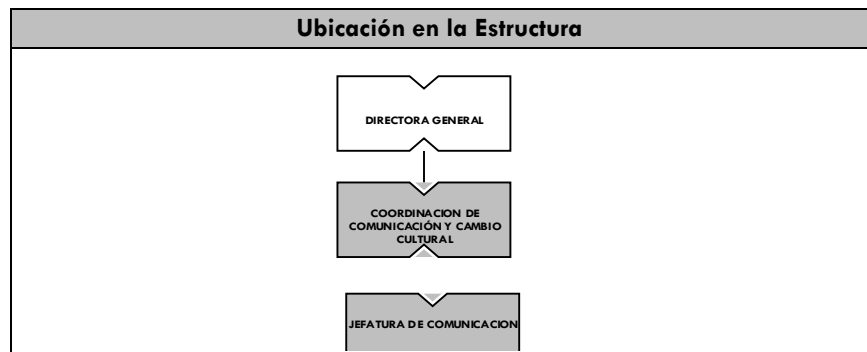 Ubicación en la Estructura
DIRECTORA GENERAL
COORDINACION DE
COMUNICACIÓN Y CAMBIO
CULTURAL
JEFATURA DE COMUNICACION